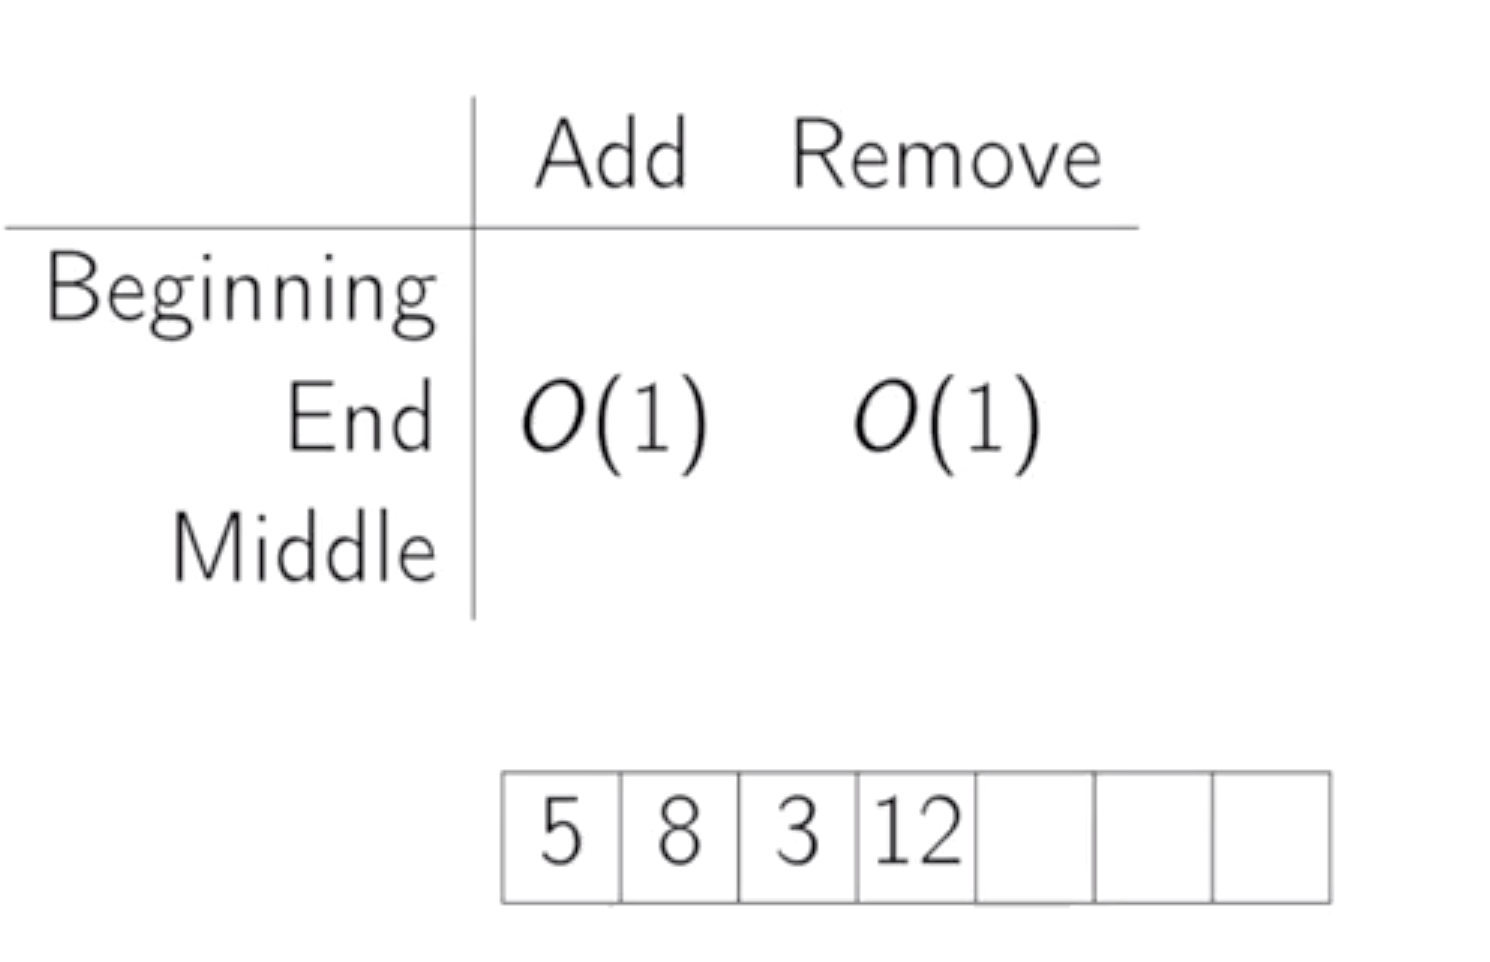 Add Remove
Beginning
End O(1) O(1)
Middle
5 8 3 12